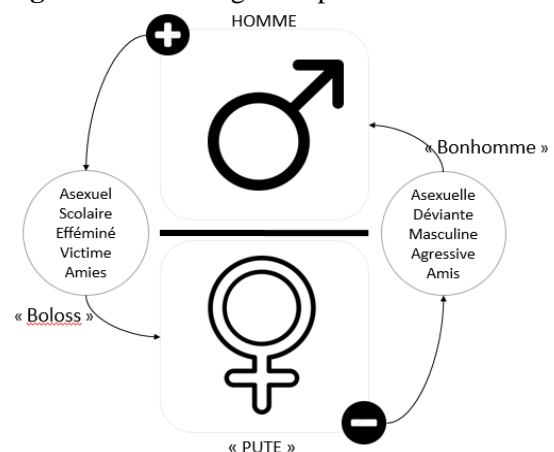 HOMME
« Bonhomme »
Asexuel
Scolaire
Efféminé
Victime
Amies
Asexuelle
Déviante
Masculine
Agressive
Amis
« Boloss »
« PUTE »